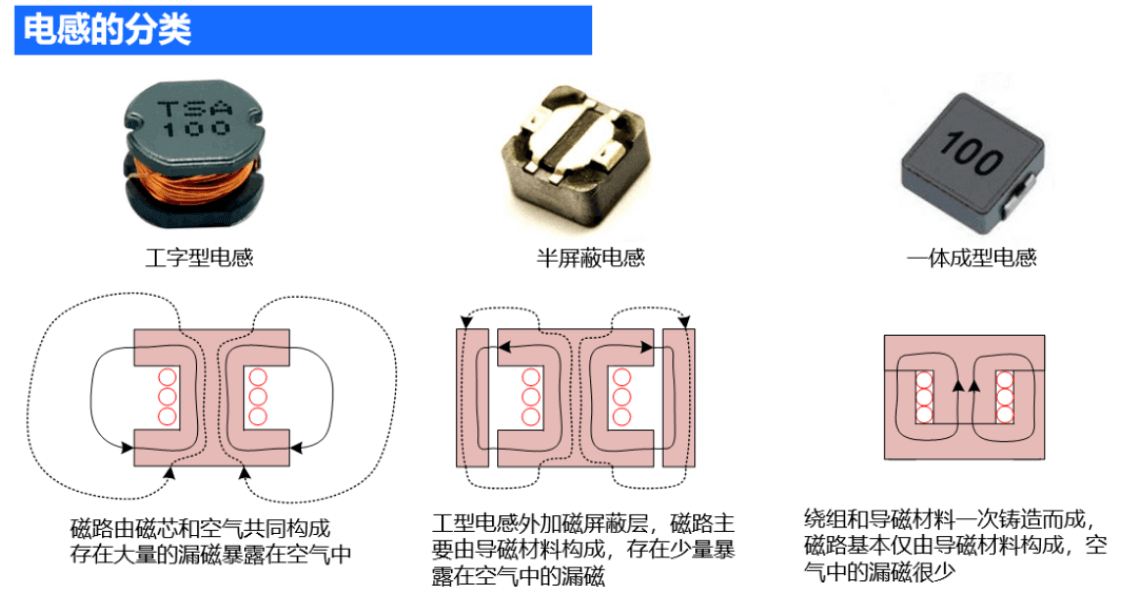 电感的分类
TSA
100
100
工字型电感
半屏蔽电感
一体成型电感
磁路由磁芯和空气共同构成
存在大量的漏磁暴露在空气中
工型电感外加磁屏蔽层，磁路主
要由导磁材料构成，存在少量暴
露在空气中的漏磁
绕组和导磁材料一次铸造而成，
磁路基本仅由导磁材料构成，空
气中的漏磁很少